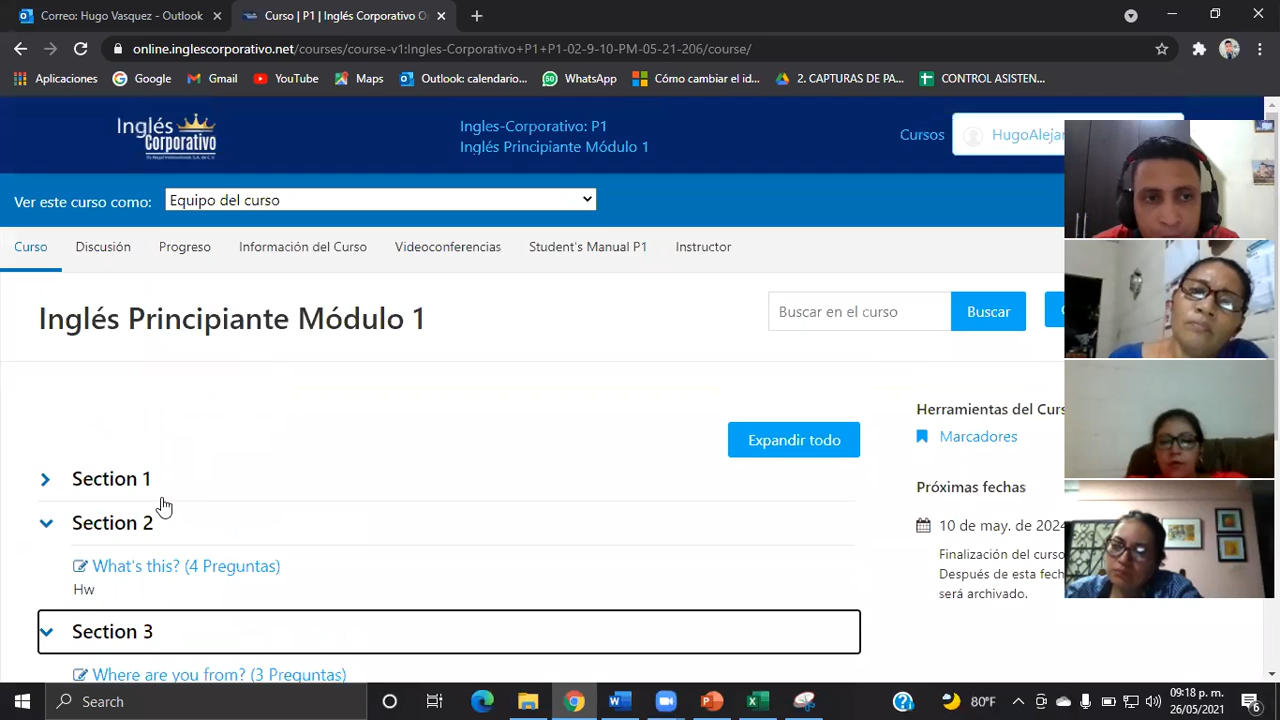 Correo: Hugo Vasquez - Outlook
Curso | P1 | Inglés Corporativo O
online.inglescorporativo.net/courses/course-v1:Ingles-Corporativo+P1+P1-02-9-10-PM-05-21-206/course/
Aplicaciones
Google
Gmail
YouTube
Maps
Outlook: calendario...
WhatsApp
Cómo cambiar el id...
2. CAPTURAS DE PA...
CONTROL ASISTEN...
Inglés
Corporativo
Ingles-Corporativo: P1
Inglés Principiante Módulo 1
Cursos
HugoAlejan
Ver este curso como:
Equipo del curso
Curso
Discusión
Progreso
Información del Curso
Videoconferencias
Student's Manual P1
Instructor
Inglés Principiante Módulo 1
Buscar en el curso
Buscar
Expandir todo
Herramientas del Cur
Marcadores
Section 1
Próximas fechas
Section 2
10 de may. de 2024
Finalización del curso
Después de esta fech
será archivado.
What's this? (4 Preguntas)
Hw
Section 3
Where are you from? (3 Preguntas)
Search
80°F
09:18 p. m.
26/05/2021
6